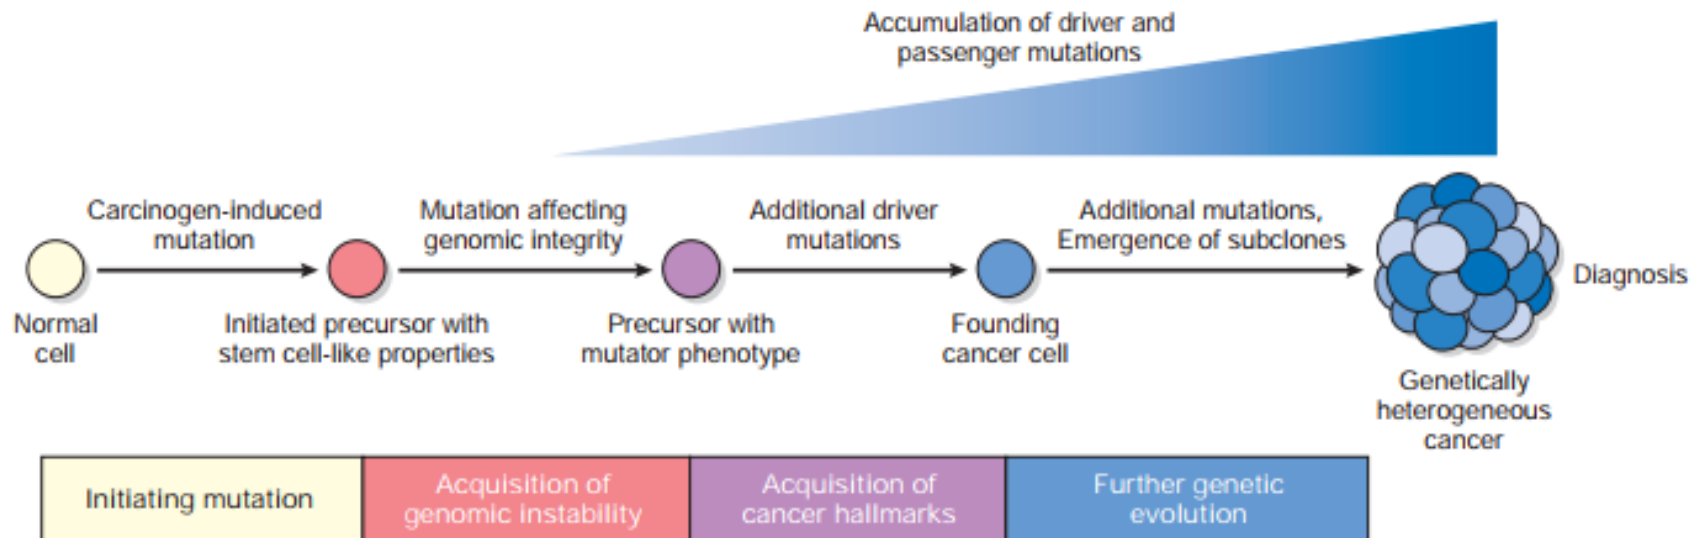 Accumulation of driver and
passenger mutations
Carcinogen-induced
mutation
Mutation affecting
genomic integrity
Additional driver
mutations
Additional mutations,
Emergence of subclones
Diagnosis
Normal
cell
Initiated precursor with
stem cell-like properties
Precursor with
mutator phenotype
Founding
cancer cell
Genetically
heterogeneous
cancer
Initiating mutation
Acquisition of
genomic instability
Acquisition of
cancer hallmarks
Further genetic
evolution